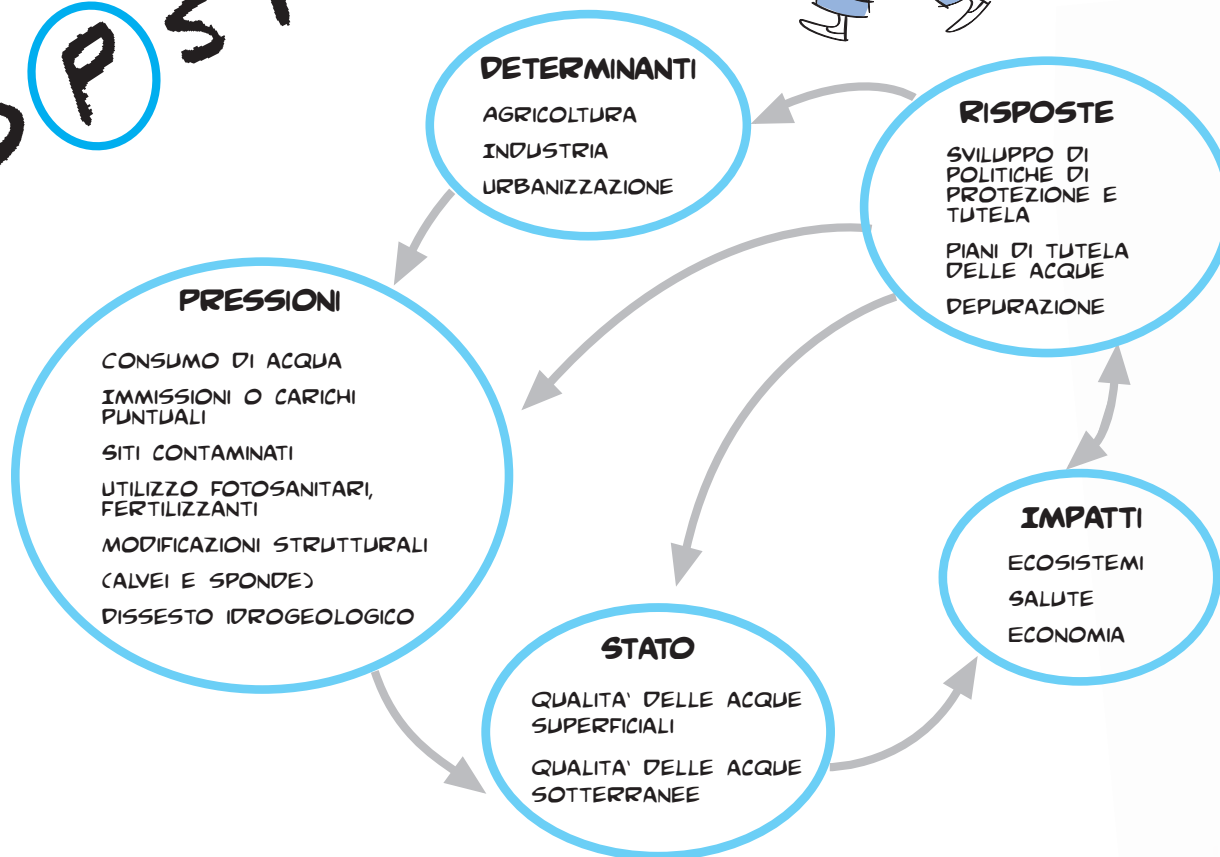 D P S
DETERMINANTI
AGRICOLTURA
INDUSTRIA
URBANIZZAZIONE
RISPOSTE
SVILUPPO DI
POLITICHE DI
PROTEZIONE E
TUTELA
PIANI DI TUTELA
DELLE ACQUE
DEPURAZIONE
PRESSIONI
CONSUMO DI ACQUA
IMMISSIONI O CARICHI
PUNTUALI
SITI CONTAMINATI
UTILIZZO FOTOSANITARI,
FERTILIZZANTI
MODIFICAZIONI STRUTTURALI
(ALVEI E SPONDE)
DISSESTO IDROGEOLOGICO
IMPATTI
ECOSISTEMI
SALUTE
ECONOMIA
STATO
QUALITA' DELLE ACQUE
SUPERFICIALI
QUALITA' DELLE ACQUE
SOTTERRANEE